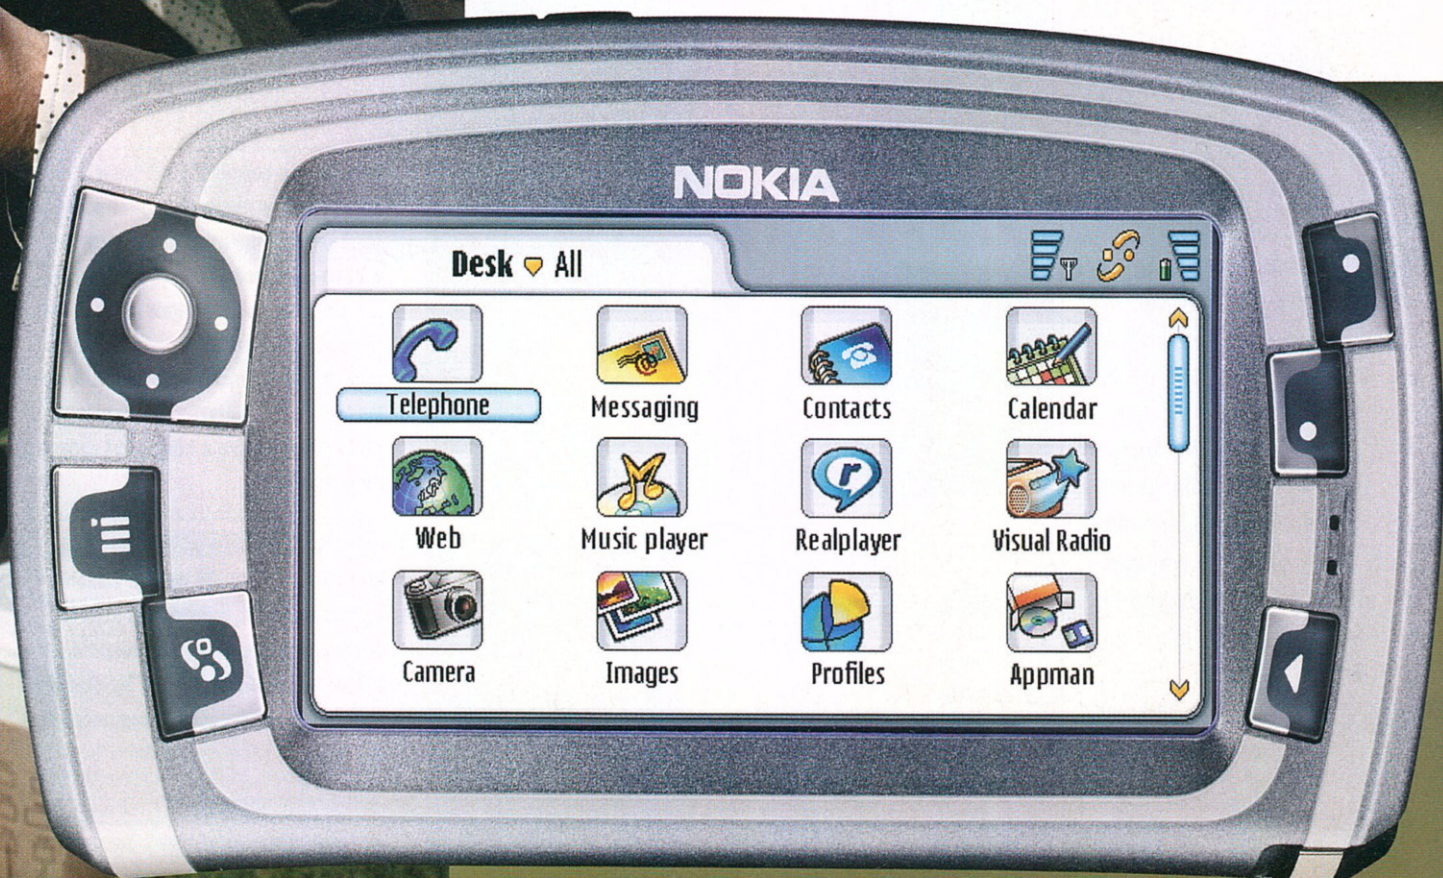 NOKIA
Desk All
Telephone Messaging Contacts Calendar
Web Music player Realplayer Visual Radio
Camera Images Profiles Appman